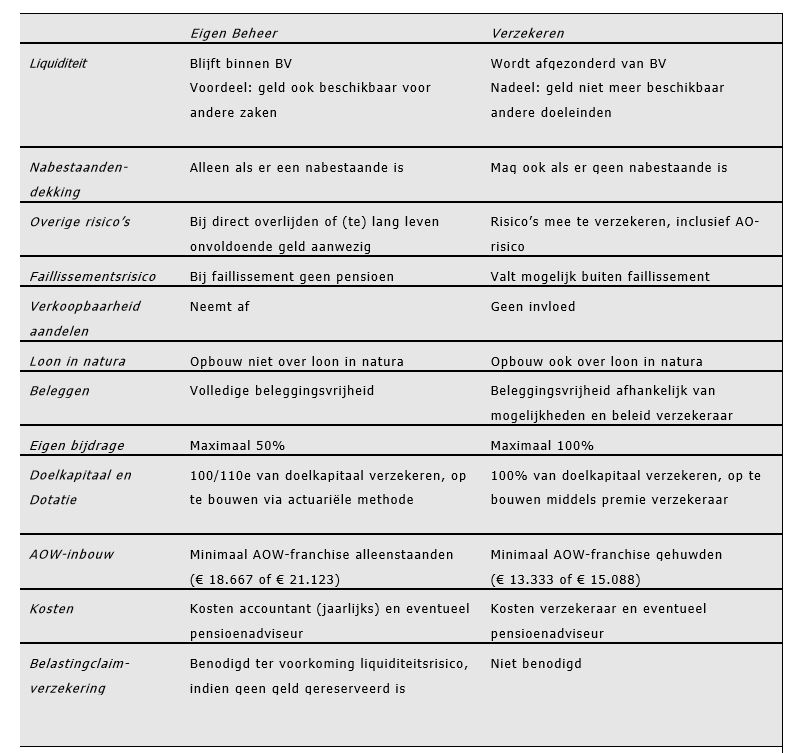 Eigen Beheer Verzekeren
Liquiditeit Blijft binnen BV Wordt afgezonderd van BV
Voordeel: geld ook beschikbaar voor Nadeel: geld niet meer beschikbaar
andere zaken andere doeleinden
Nabestaanden- Alleen als er een nabestaande is Mag ook als er geen nabestaande is
dekking
Overige risico's Bij direct overlijden of (te) lang leven Risico's mee te verzekeren, inclusief AO-
onvoldoende geld aanwezig risico
Faillissementsrisico Bij faillissement geen pensioen Valt mogelijk buiten faillissement
Verkoopbaarheid Neemt af Geen invloed
aandelen
Loon in natura Opbouw niet over loon in natura Opbouw ook over loon in natura
Beleggen Volledige beleggingsvrijheid Beleggingsvrijheid afhankelijk van
mogelijkheden en beleid verzekeraar
Eigen bijdrage Maximaal 50% Maximaal 100%
Doelkapitaal en 100/110e van doelkapitaal verzekeren, op 100% van doelkapitaal verzekeren, op te
Dotatie te bouwen via actuariële methode bouwen middels premie verzekeraar
AOW-inbouw Minimaal AOW-franchise alleenstaanden Minimaal AOW-franchise gehuwden
(€ 18.667 of € 21.123) (€ 13.333 of € 15.088)
Kosten Kosten accountant (jaarlijks) en eventueel Kosten verzekeraar en eventueel
pensioenadviseur pensioenadviseur
Belastingclaim- Benodigd ter voorkoming liquiditeitsrisico, Niet benodigd
verzekering indien geen geld gereserveerd is